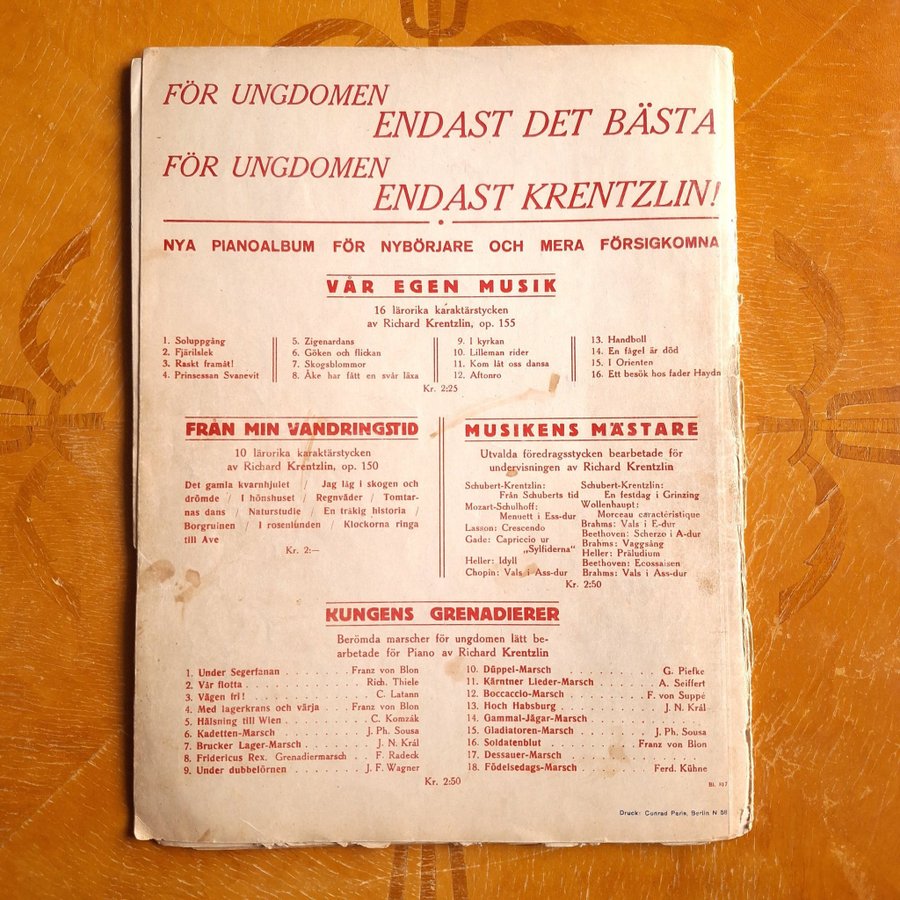 FÖR UNGDOMEN
ENDAST DET BÄSTA
FÖR UNGDOMEN
ENDAST KRENTZLIN!
NYA PIANOALBUM FÖR NYBÖRJARE OCH MERA FÖRSIGKOMNA
VÅR EGEN MUSIK
16 lärorika karaktärstycken
av Richard Krentzlin, op. 155
1. Soluppgång
2. Fjärilslek
3. Raskt framåt!
4. Prinsessan Svanevit
5. Zigenardans
6. Göken och flickan
7. Skogsblommor
8. Åke har fått en svår läxa
9. I kyrkan
10. Lilleman rider
11. Kom låt oss dansa
12. Aftonro
13. Handboll
14. En fågel är död
15. I Orienten
16. Ett besök hos fader Haydn
Kr. 2:25
FRÅN MIN VANDRINGSTID
10 lärorika karaktärstycken
av Richard Krentzlin, op. 150
Det gamla kvarnhjulet / Jag låg i skogen och
drömde / I hönshuset / Regnväder / Tomtar-
nas dans / Naturstudie / En tråkig historia /
Borgruinen / I rosenlunden / Klockorna ringa
till Ave
Kr. 2:—
MUSIKENS MÄSTARE
Utvalda föredragsstycken bearbetade för
undervisningen av Richard Krentzlin
Schubert-Krentzlin:
Från Schuberts tid
Mozart-Schulhoff:
Menuett i Ess-dur
Lasson: Crescendo
Gade: Capriccio ur
„Sylfiderna“
Heller: Idyll
Chopin: Vals i Ass-dur
Schubert-Krentzlin:
En festdag i Grinzing
Wollenhaupt:
Morceau caractéristique
Brahms: Vals i E-dur
Beethoven: Scherzo i A-dur
Brahms: Vaggsång
Heller: Präludium
Beethoven: Ecossaisen
Brahms: Vals i Ass-dur
Kr. 2:50
KUNGENS GRENADIERER
Berömda marscher för ungdomen lätt be-
arbetade för Piano av Richard Krentzlin
1. Under Segerfanan . . . . . . . Franz von Blon
2. Vår flotta . . . . . . . . . . . . Rich. Thiele
3. Vägen fri! . . . . . . . . . . . . C. Latann
4. Med lagerkrans och värja . . Franz von Blon
5. Hälsning till Wien . . . . . . . . C. Komzák
6. Kadetten-Marsch . . . . . . . J. Ph. Sousa
7. Brucker Lager-Marsch . . . . . . J. N. Král
8. Fridericus Rex. Grenadiermarsch . . F. Radeck
9. Under dubbelörnen . . . . . . J. F. Wagner
10. Düppel-Marsch . . . . . . . . . . G. Piefke
11. Kärntner Lieder-Marsch . . . . . A. Seiffert
12. Boccaccio-Marsch . . . . . . . F. von Suppé
13. Hoch Habsburg . . . . . . . . . J. N. Král
14. Gammal-Jägar-Marsch . . . . . . . . .
15. Gladiatoren-Marsch . . . . . . J. Ph. Sousa
16. Soldatenblut . . . . . . . . Franz von Blon
17. Dessauer-Marsch . . . . . . . . . . .
18. Födelsedags-Marsch . . . . . . Ferd. Kühne
Kr. 2:50
Druck: Conrad Paris, Berlin N 58